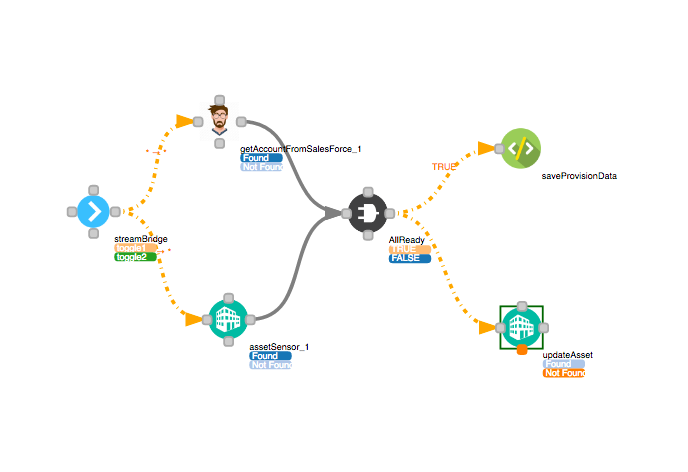 getAccountFromSalesForce_1
Found
Not Found
TRUE
saveProvisionData
streamBridge
toggle1
toggle2
AllReady
TRUE
FALSE
assetSensor_1
Found
Not Found
updateAsset
Found
Not Found